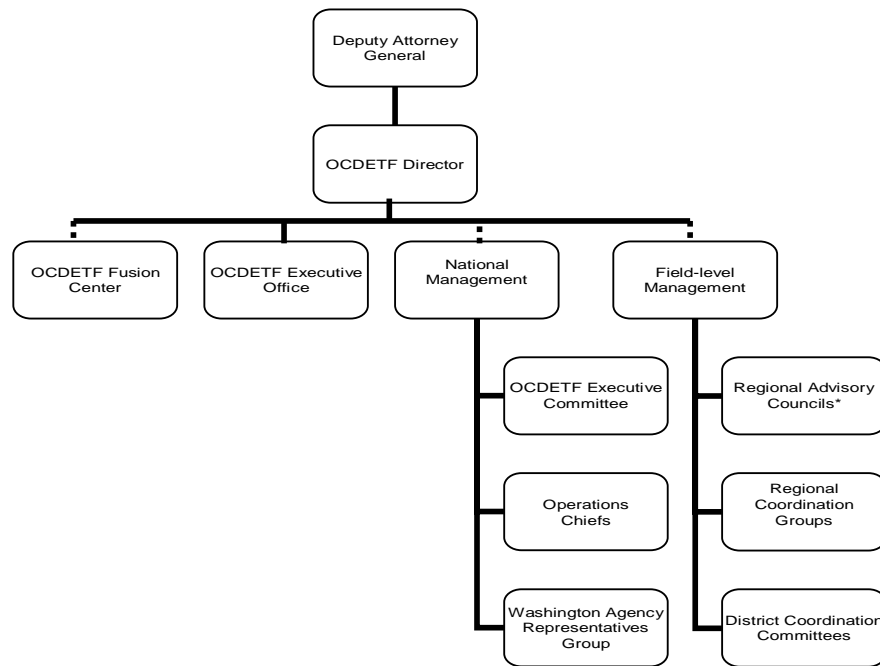 Deputy Attorney
General
OCDETF Director
OCDETF Fusion
Center
OCDETF Executive
Office
National
Management
Field-level
Management
OCDETF Executive
Committee
Regional Advisory
Councils*
Operations
Chiefs
Regional
Coordination
Groups
Washington Agency
Representatives
Group
District Coordination
Committees